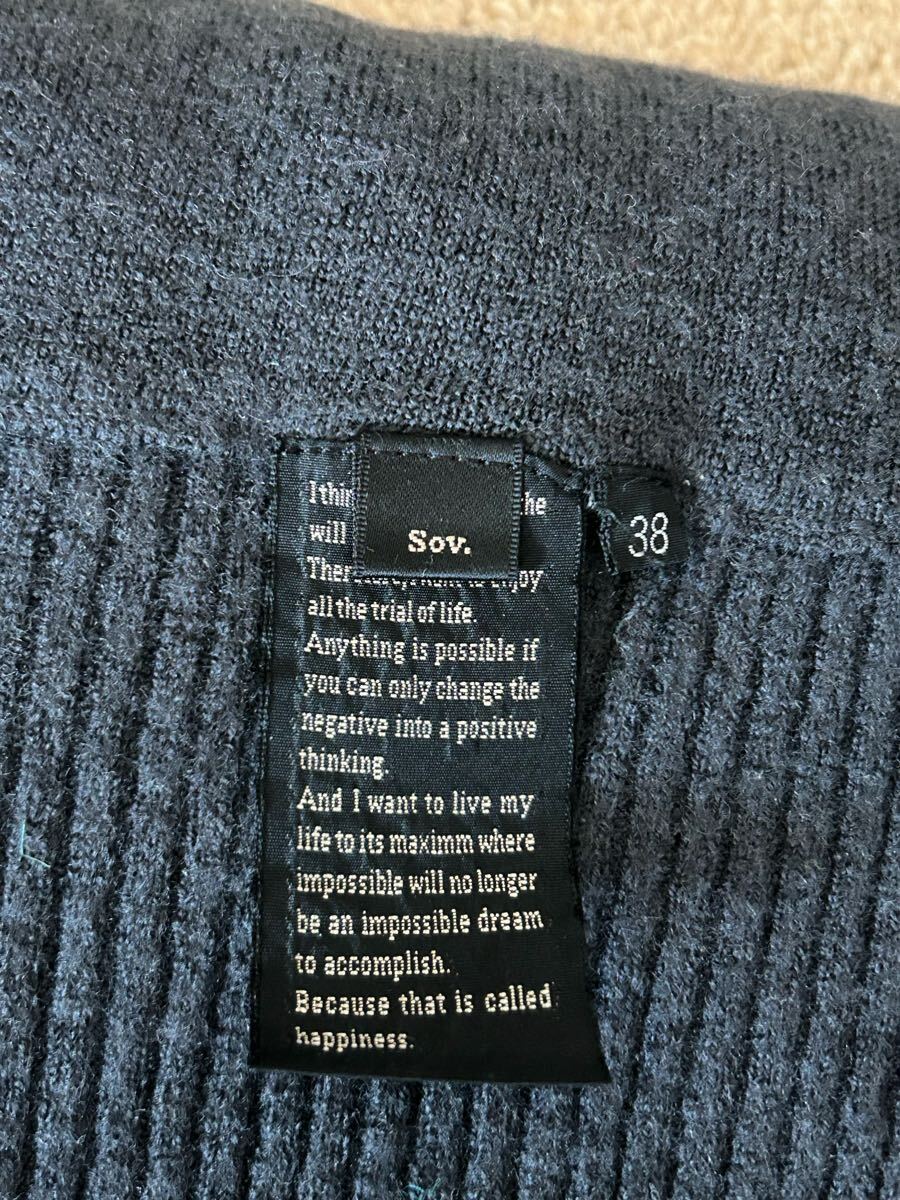 he
will
Sov.
38
enjoy
all the trial of life.
Anything is possible if
you can only change the
negative into a positive
thinking.
And I want to live my
life to its maximm where
impossible will no longer
be an impossible dream
to accomplish.
Because that is called
happiness.